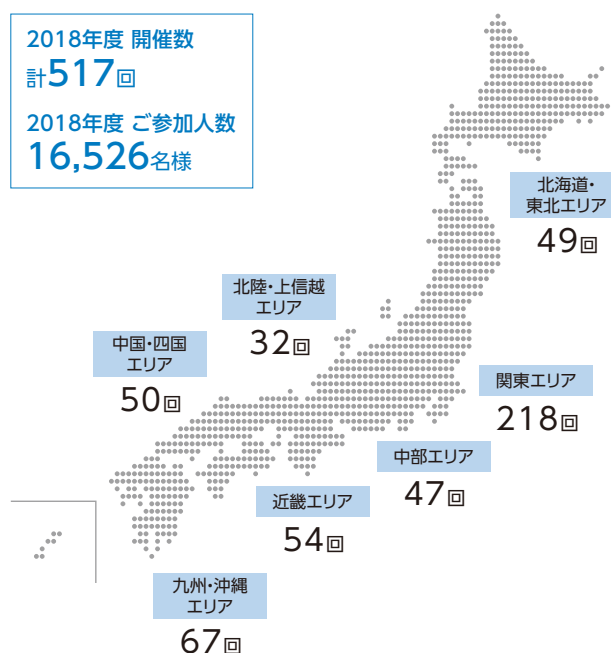 2018年度 開催数
計517回
2018年度 ご参加人数
16,526名様
北海道・
東北エリア
49回
北陸・上信越
エリア
32回
中国・四国
エリア
50回
関東エリア
218回
中部エリア
47回
近畿エリア
54回
九州・沖縄
エリア
67回